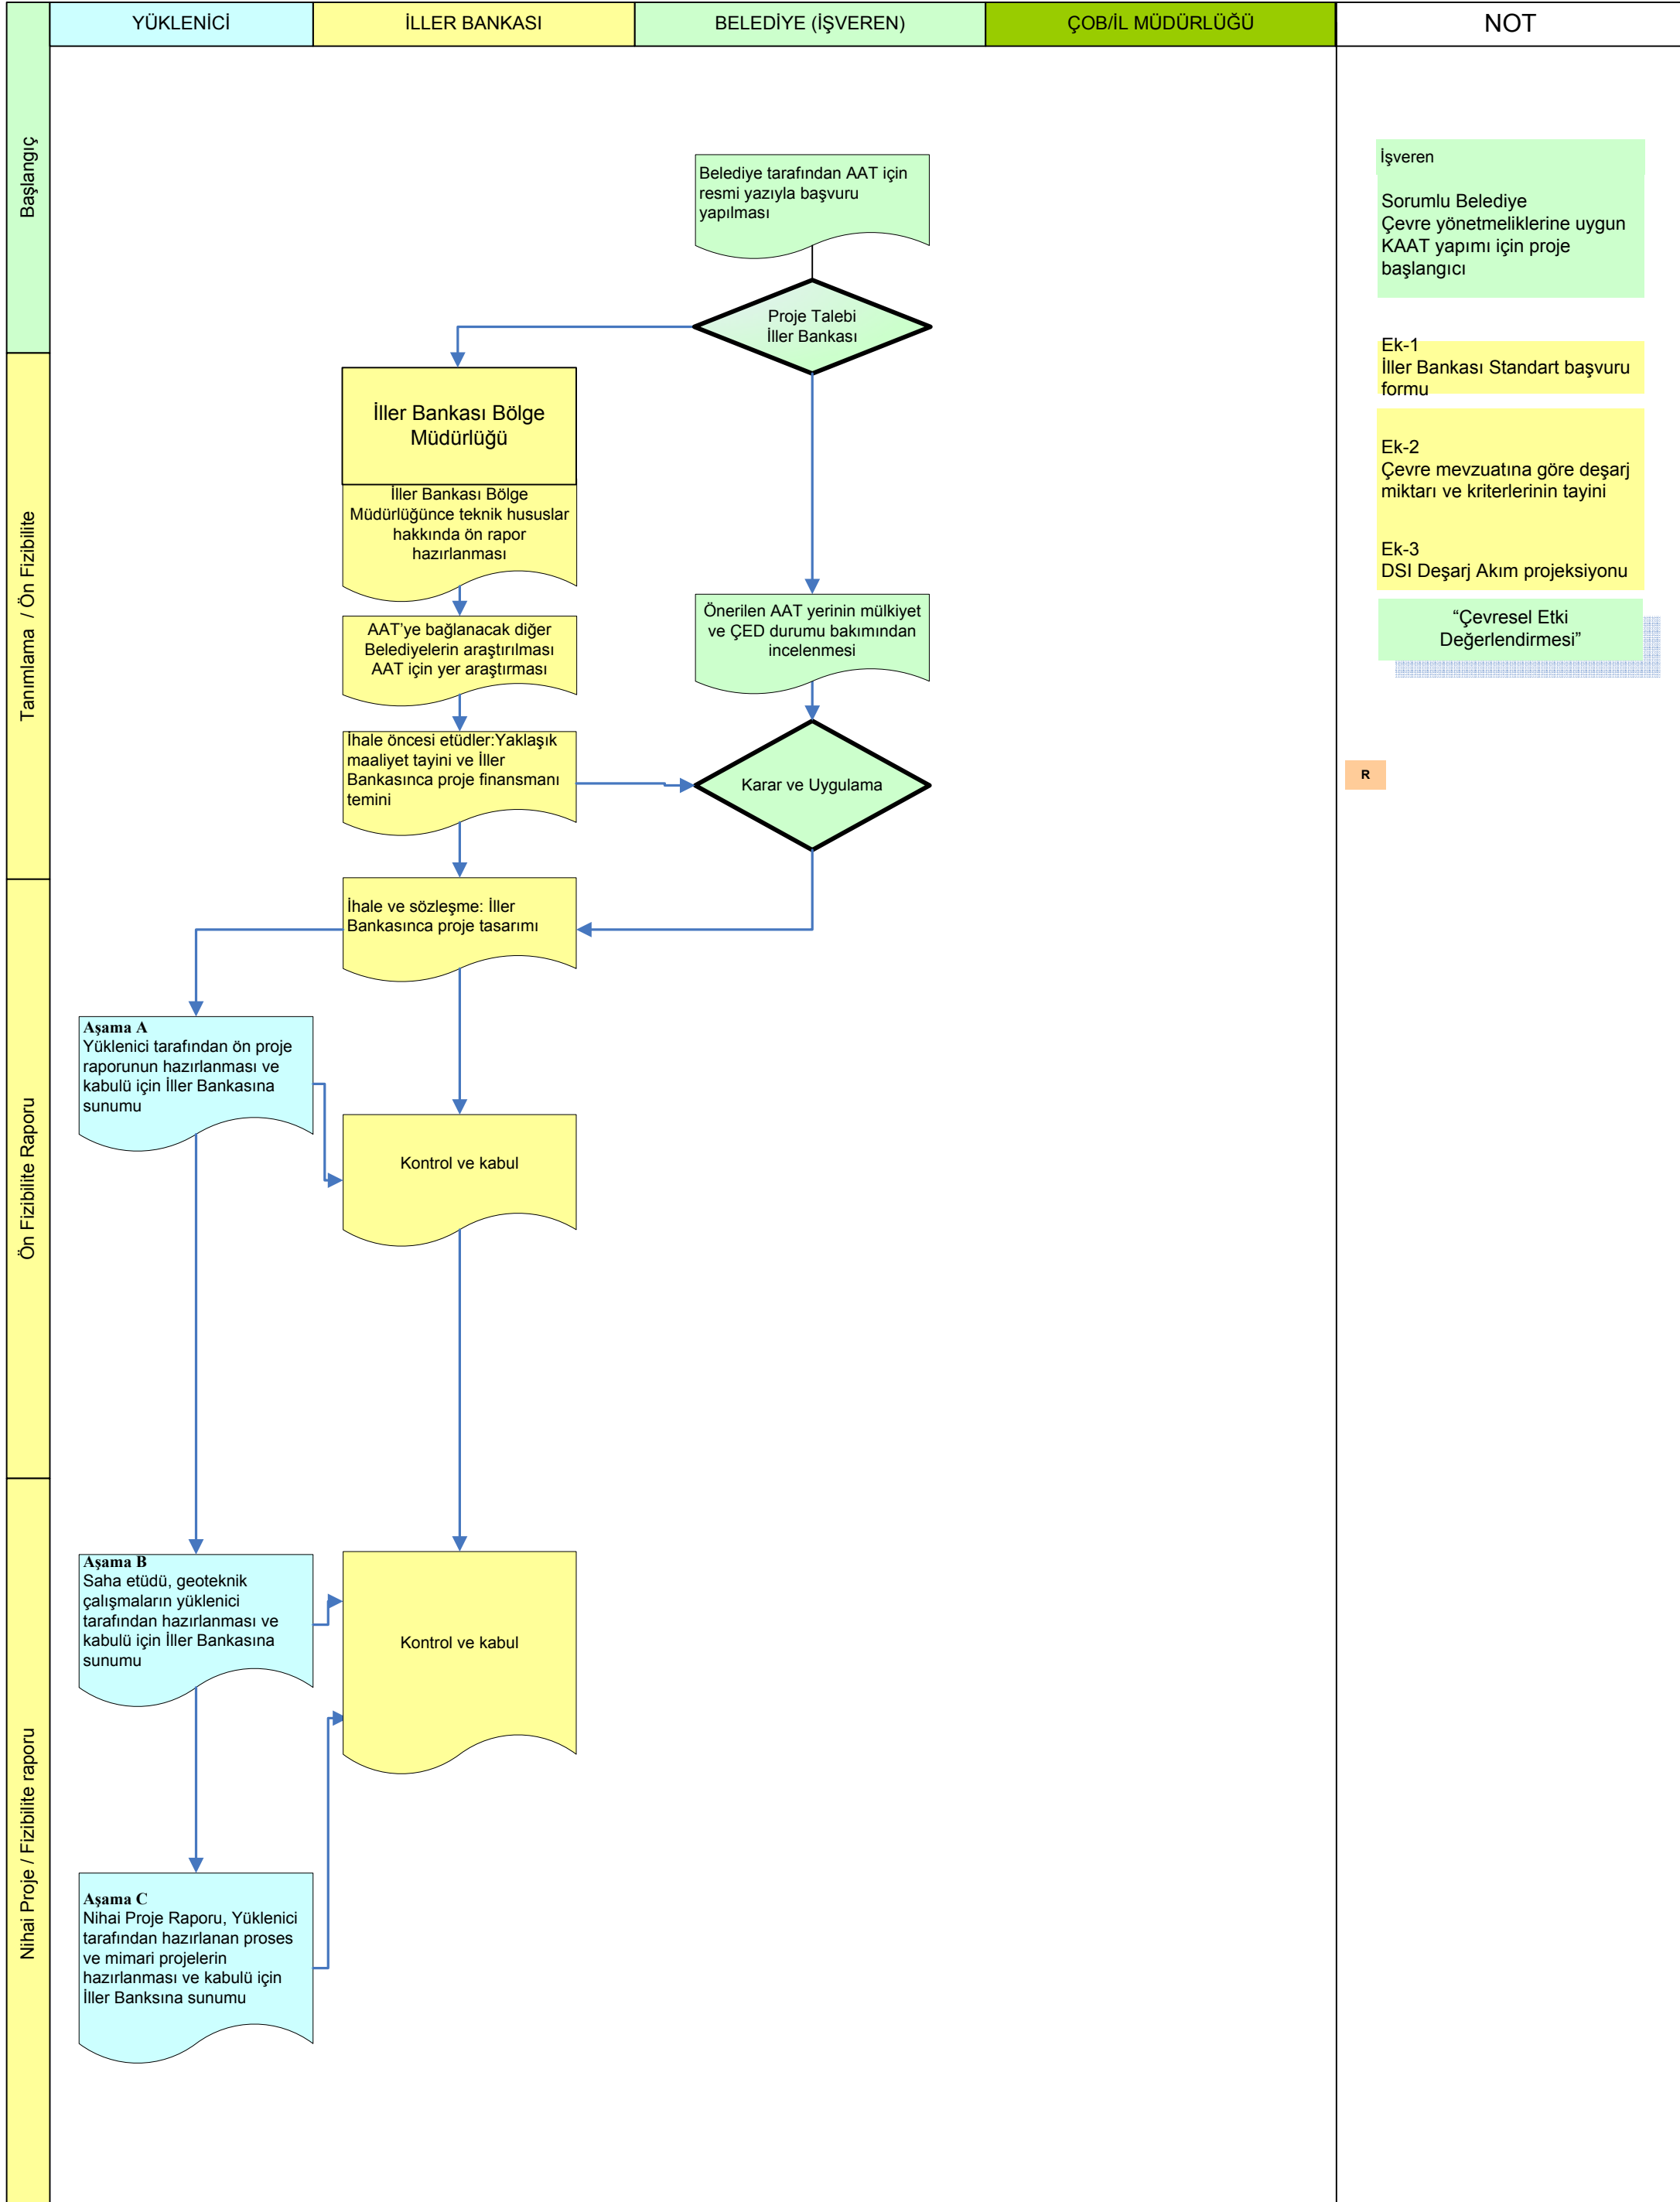 YÜKLENİCİ
İLLER BANKASI
BELEDİYE (İŞVEREN)
ÇOB/İL MÜDÜRLÜĞÜ
NOT
Başlangıç
Belediye tarafından AAT için
resmi yazıyla başvuru
yapılması
Proje Talebi
İller Bankası
İşveren
Sorumlu Belediye
Çevre yönetmeliklerine uygun
KAAT yapımı için proje
başlangıcı
Tanımlama / Ön Fizibilite
İller Bankası Bölge
Müdürlüğü
İller Bankası Bölge
Müdürlüğünce teknik hususlar
hakkında ön rapor
hazırlanması
AAT'ye bağlanacak diğer
Belediyelerin araştırılması
AAT için yer araştırması
İhale öncesi etüdler:Yaklaşık
maaliyet tayini ve İller
Bankasınca proje finansmanı
temini
Önerilen AAT yerinin mülkiyet
ve ÇED durumu bakımından
incelenmesi
Karar ve Uygulama
Ek-1
İller Bankası Standart başvuru
formu
Ek-2
Çevre mevzuatına göre deşarj
miktarı ve kriterlerinin tayini
Ek-3
DSI Deşarj Akım projeksiyonu
“Çevresel Etki
Değerlendirmesi”
R
Ön Fizibilite Raporu
İhale ve sözleşme: İller
Bankasınca proje tasarımı
Aşama A
Yüklenici tarafından ön proje
raporunun hazırlanması ve
kabulü için İller Bankasına
sunumu
Kontrol ve kabul
Nihai Proje / Fizibilite raporu
Aşama B
Saha etüdü, geoteknik
çalışmaların yüklenici
tarafından hazırlanması ve
kabulü için İller Bankasına
sunumu
Kontrol ve kabul
Aşama C
Nihai Proje Raporu, Yüklenici
tarafından hazırlanan proses
ve mimari projelerin
hazırlanması ve kabulü için
İller Banksına sunumu